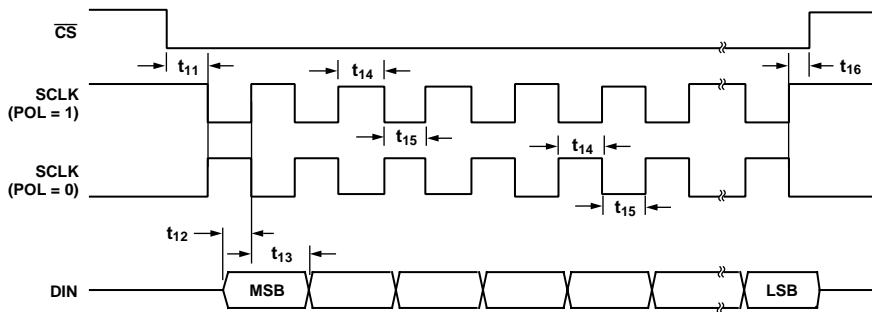 CS
t11
t14
t16
SCLK
(POL = 1)
t15
t14
SCLK
(POL = 0)
t15
t12
t13
DIN
MSB
LSB